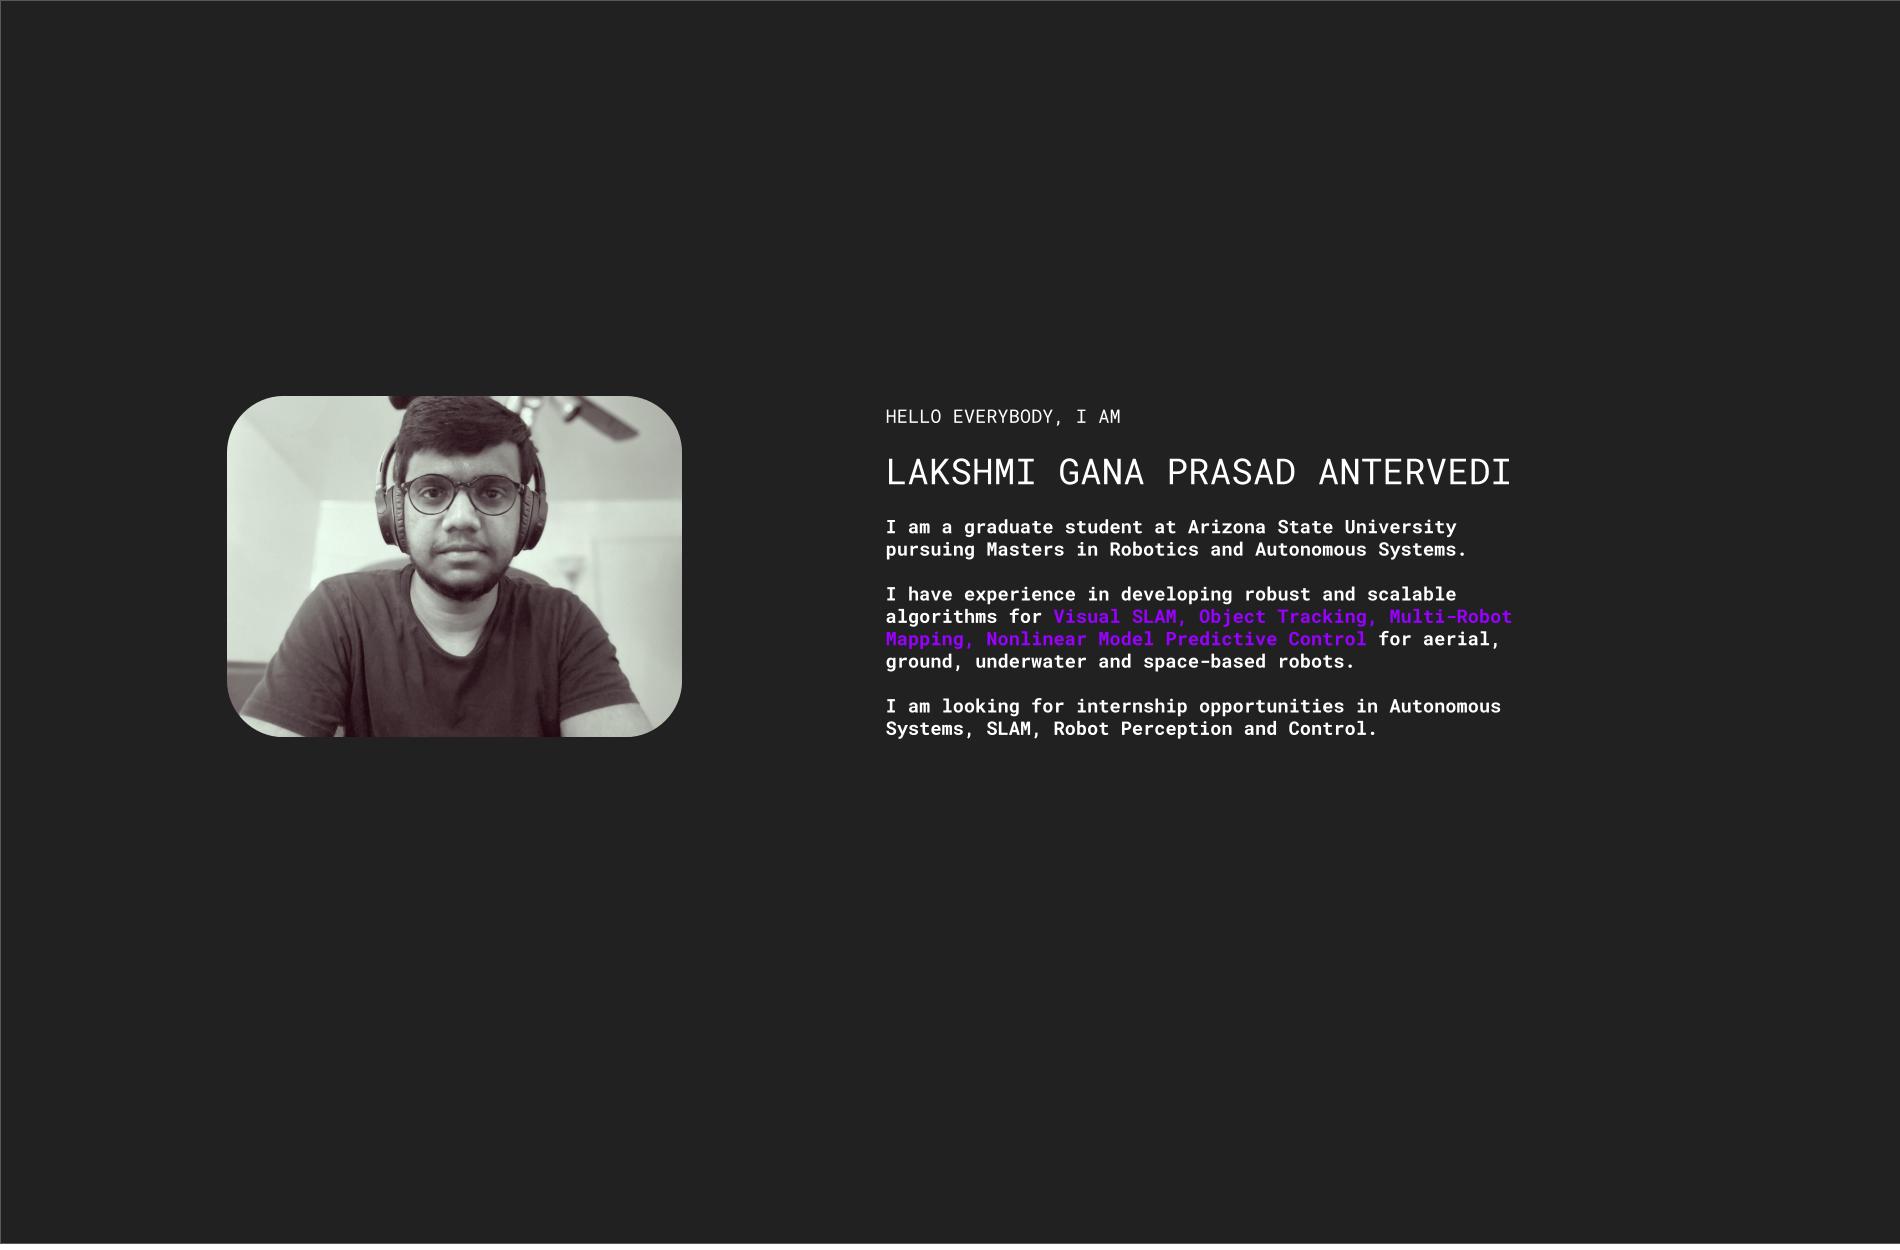 HELLO EVERYBODY, I AM
LAKSHMI GANA PRASAD ANTERVEDI
I am a graduate student at Arizona State University
pursuing Masters in Robotics and Autonomous Systems.
I have experience in developing robust and scalable
algorithms for Visual SLAM, Object Tracking, Multi-Robot
Mapping, Nonlinear Model Predictive Control for aerial,
ground, underwater and space-based robots.
I am looking for internship opportunities in Autonomous
Systems, SLAM, Robot Perception and Control.